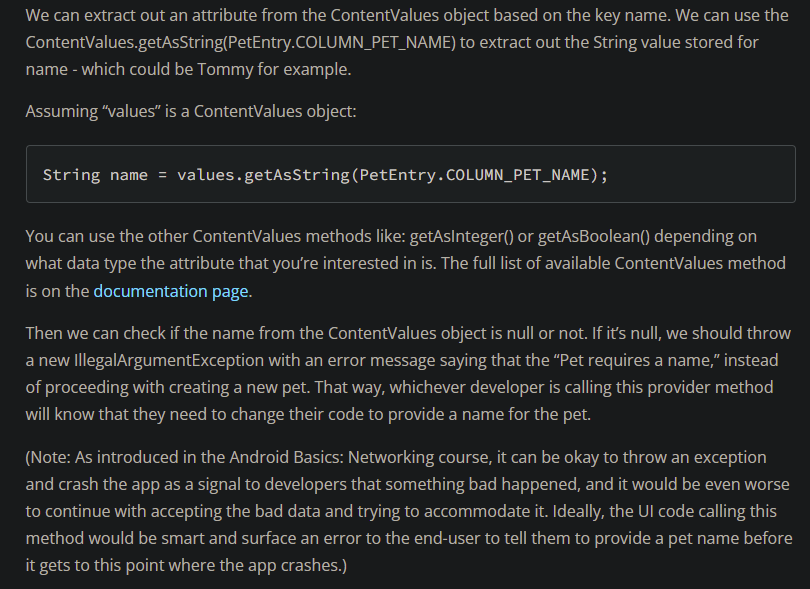 We can extract out an attribute from the ContentValues object based on the key name. We can use the
ContentValues.getAsString(PetEntry.COLUMN_PET_NAME) to extract out the String value stored for
name - which could be Tommy for example.
Assuming “values” is a ContentValues object:
String name = values.getAsString(PetEntry.COLUMN_PET_NAME);
You can use the other ContentValues methods like: getAsInteger() or getAsBoolean() depending on
what data type the attribute that you’re interested in is. The full list of available ContentValues method
is on the documentation page.
Then we can check if the name from the ContentValues object is null or not. If it’s null, we should throw
a new IllegalArgumentException with an error message saying that the “Pet requires a name,” instead
of proceeding with creating a new pet. That way, whichever developer is calling this provider method
will know that they need to change their code to provide a name for the pet.
(Note: As introduced in the Android Basics: Networking course, it can be okay to throw an exception
and crash the app as a signal to developers that something bad happened, and it would be even worse
to continue with accepting the bad data and trying to accommodate it. Ideally, the UI code calling this
method would be smart and surface an error to the end-user to tell them to provide a pet name before
it gets to this point where the app crashes.)